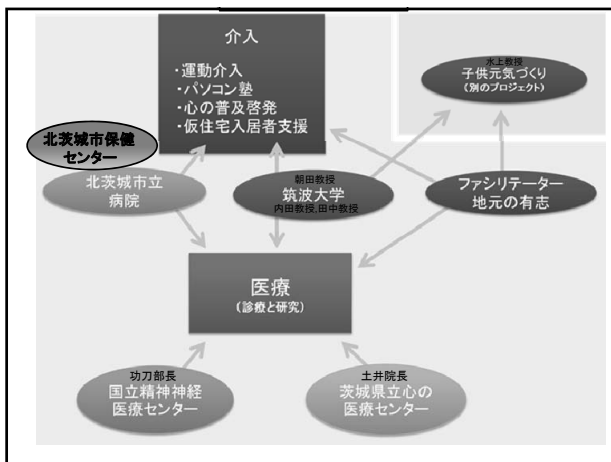 介入
・運動介入
・パソコン塾
・心の普及啓発
・仮住宅入居者支援
水上教授
子供元気づくり
(別のプロジェクト)
北茨城市保健
センター
北茨城市立
病院
朝田教授
筑波大学
内田教授,田中教授
ファシリテーター
地元の有志
医療
(診療と研究)
功刀部長
国立精神神経
医療センター
土井院長
茨城県立心の
医療センター